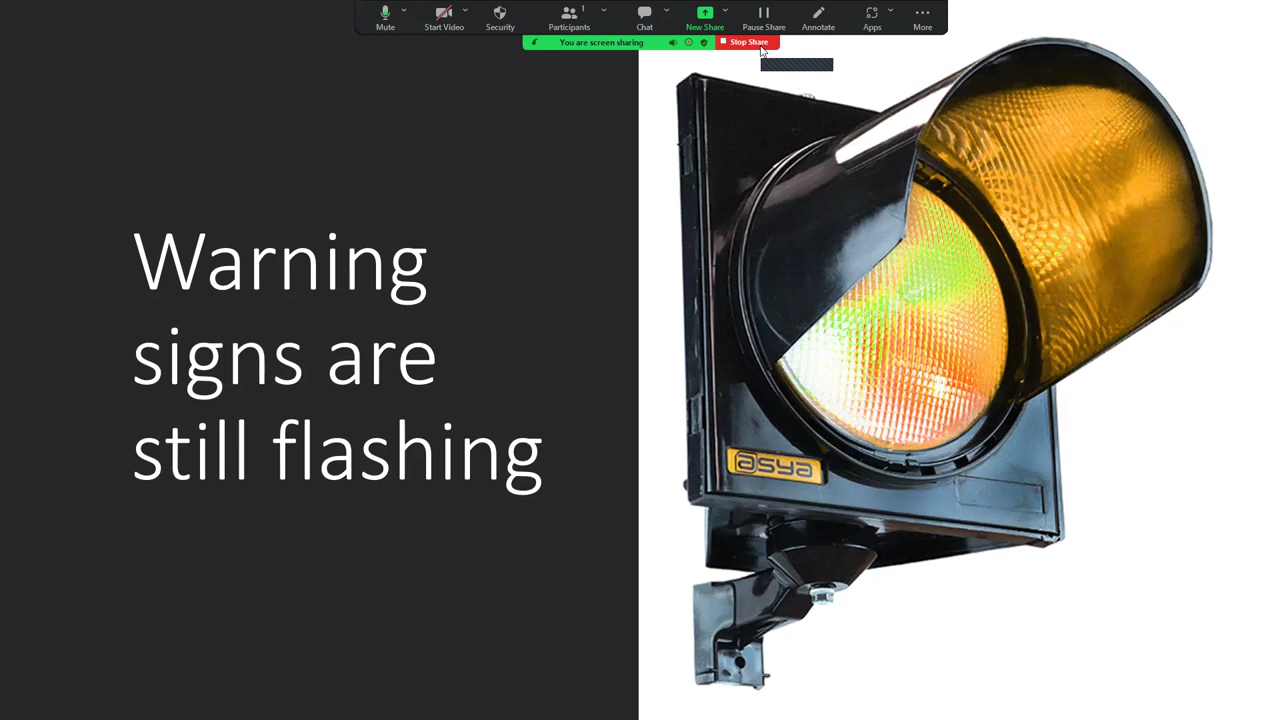 Mute
Start Video
Security
Participants
1
Chat
New Share
Pause Share
Annotate
Apps
More
You are screen sharing
Stop Share
Warning
signs are
still flashing
asya